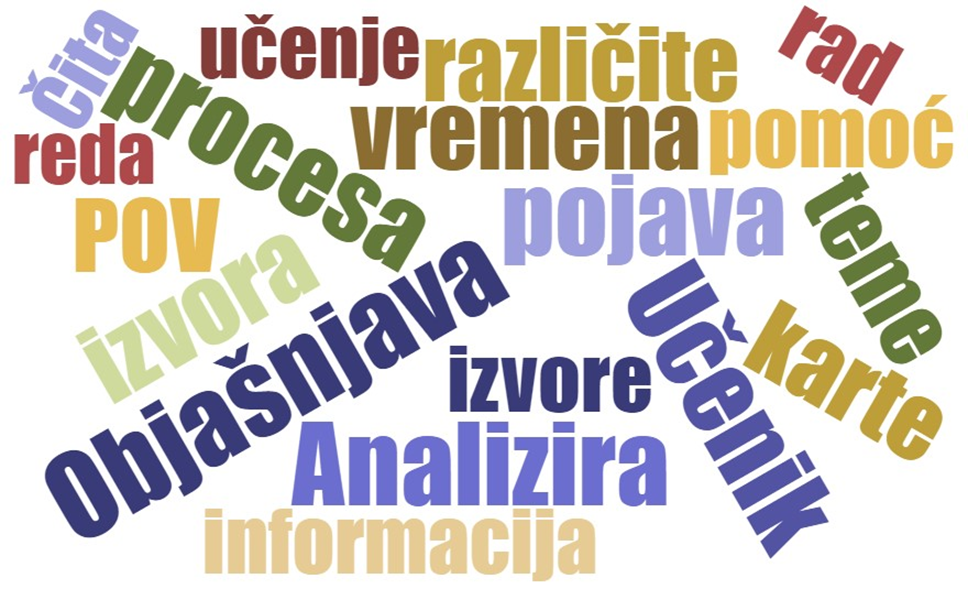 čita
učenje
različite
rad
procesa
reda
vremena
pomoć
POV
pojava
teme
izvora
Objašnjava
Učenik
karte
izvore
Analizira
informacija